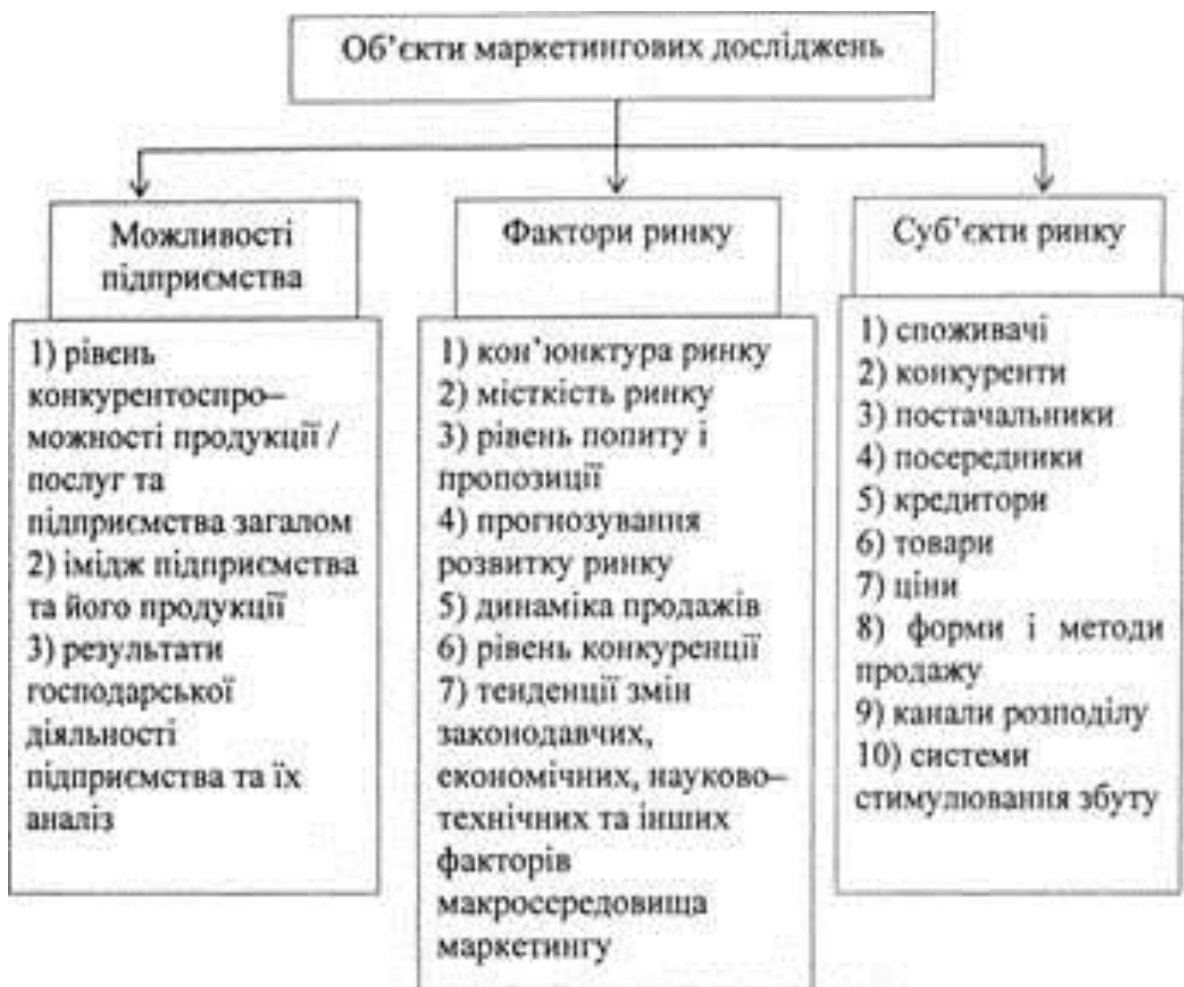 Об’єкти маркетингових досліджень
Можливості
підприємства
1) рівень
конкурентоспро–
можності продукції /
послуг та
підприємства загалом
2) імідж підприємства
та його продукції
3) результати
господарської
діяльності
підприємства та їх
аналіз
Фактори ринку
1) кон’юнктура ринку
2) місткість ринку
3) рівень попиту і
пропозиції
4) прогнозування
розвитку ринку
5) динаміка продажів
6) рівень конкуренції
7) тенденції змін
законодавчих,
економічних, науково–
технічних та інших
факторів
макросередовища
маркетингу
Суб’єкти ринку
1) споживачі
2) конкуренти
3) постачальники
4) посередники
5) кредитори
6) товари
7) ціни
8) форми і методи
продажу
9) канали розподілу
10) системи
стимулювання збуту